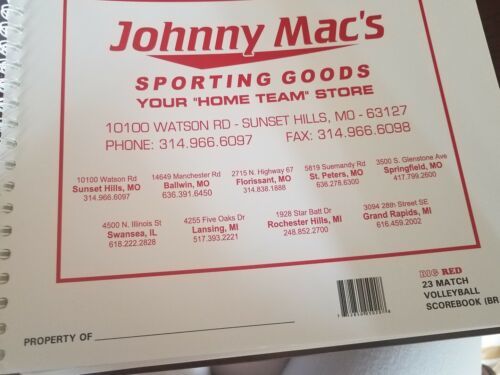 Johnny Mac's
SPORTING GOODS
YOUR "HOME TEAM" STORE
10100 WATSON RD - SUNSET HILLS, MO - 63127
PHONE: 314.966.6097 FAX: 314.966.6098
10100 Watson Rd
Sunset Hills, MO
314.966.6097
14649 Manchester Rd
Ballwin, MO
636.391.6450
2715 N. Highway 67
Florissant, MO
314.838.1888
5819 Suemandy Rd
St. Peters, MO
636.278.6300
3500 S. Glenstone Ave
Springfield, MO
417.799.2600
4500 N. Illinois St
Swansea, IL
618.222.2828
4255 Five Oaks Dr
Lansing, MI
517.393.2221
1928 Star Batt Dr
Rochester Hills, MI
248.852.2700
3094 28th Street SE
Grand Rapids, MI
616.459.2002
BIG RED
23 MATCH
VOLLEYBALL
SCOREBOOK (BR
PROPERTY OF